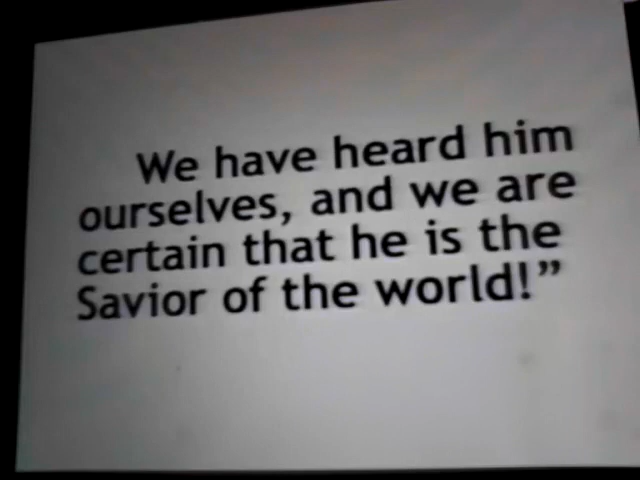 We have heard him
ourselves, and we are
certain that he is the
Savior of the world!”